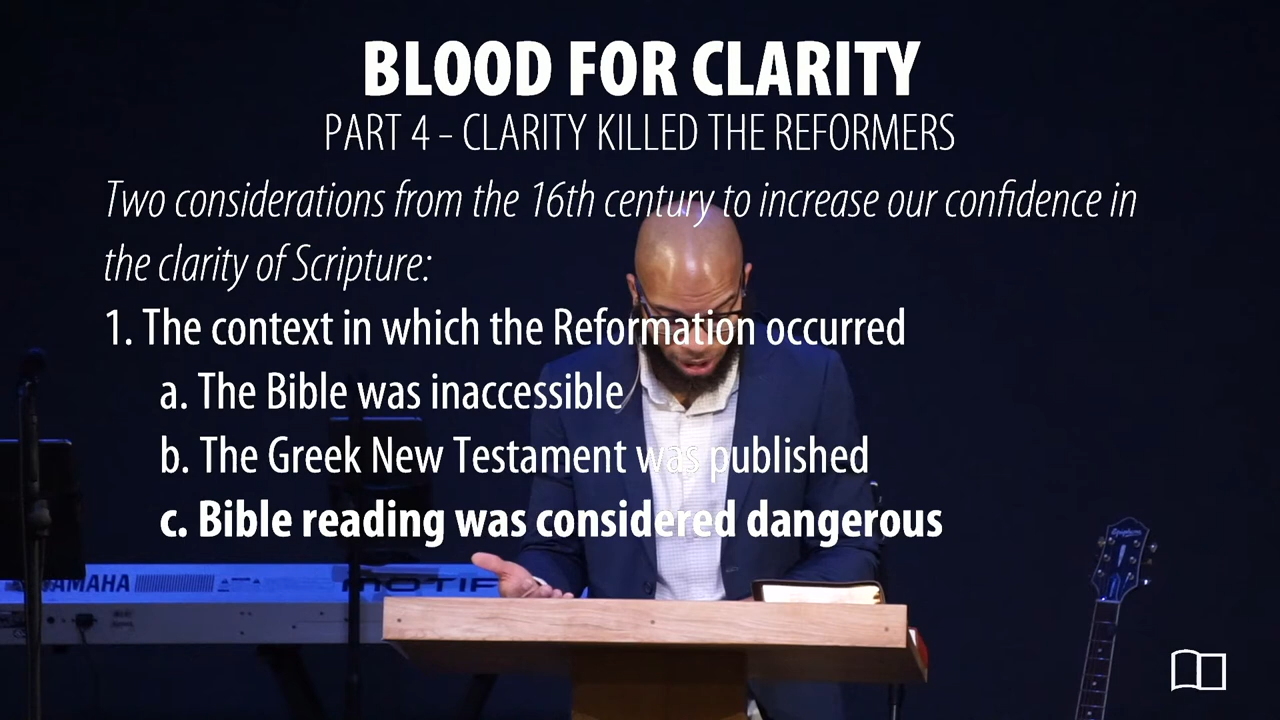 BLOOD FOR CLARITY
PART 4 – CLARITY KILLED THE REFORMERS
Two considerations from the 16th century to increase our confidence in
the clarity of Scripture:
1. The context in which the Reformation occurred
a. The Bible was inaccessible
b. The Greek New Testament was published
c. Bible reading was considered dangerous
YAMAHA
MOTIF
Epiphone